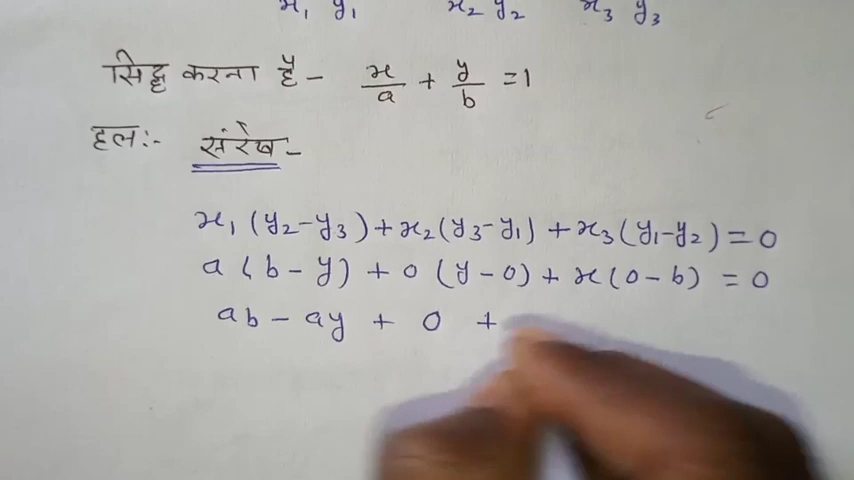 x₁ y₁ x₂ y₂ x₃ y₃
सिद्ध करना है - x/a + y/b = 1
हलः- संरेख -
x₁ (y₂ - y₃) + x₂ (y₃ - y₁) + x₃ (y₁ - y₂) = 0
a (b - y) + 0 (y - 0) + x (0 - b) = 0
ab - ay + 0 +